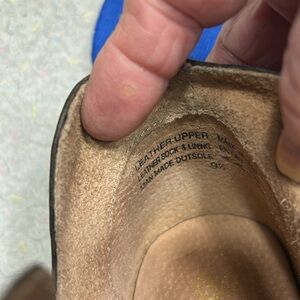 LEATHER UPPER
LEATHER SOCK & LINING
MAN MADE OUTSOLE